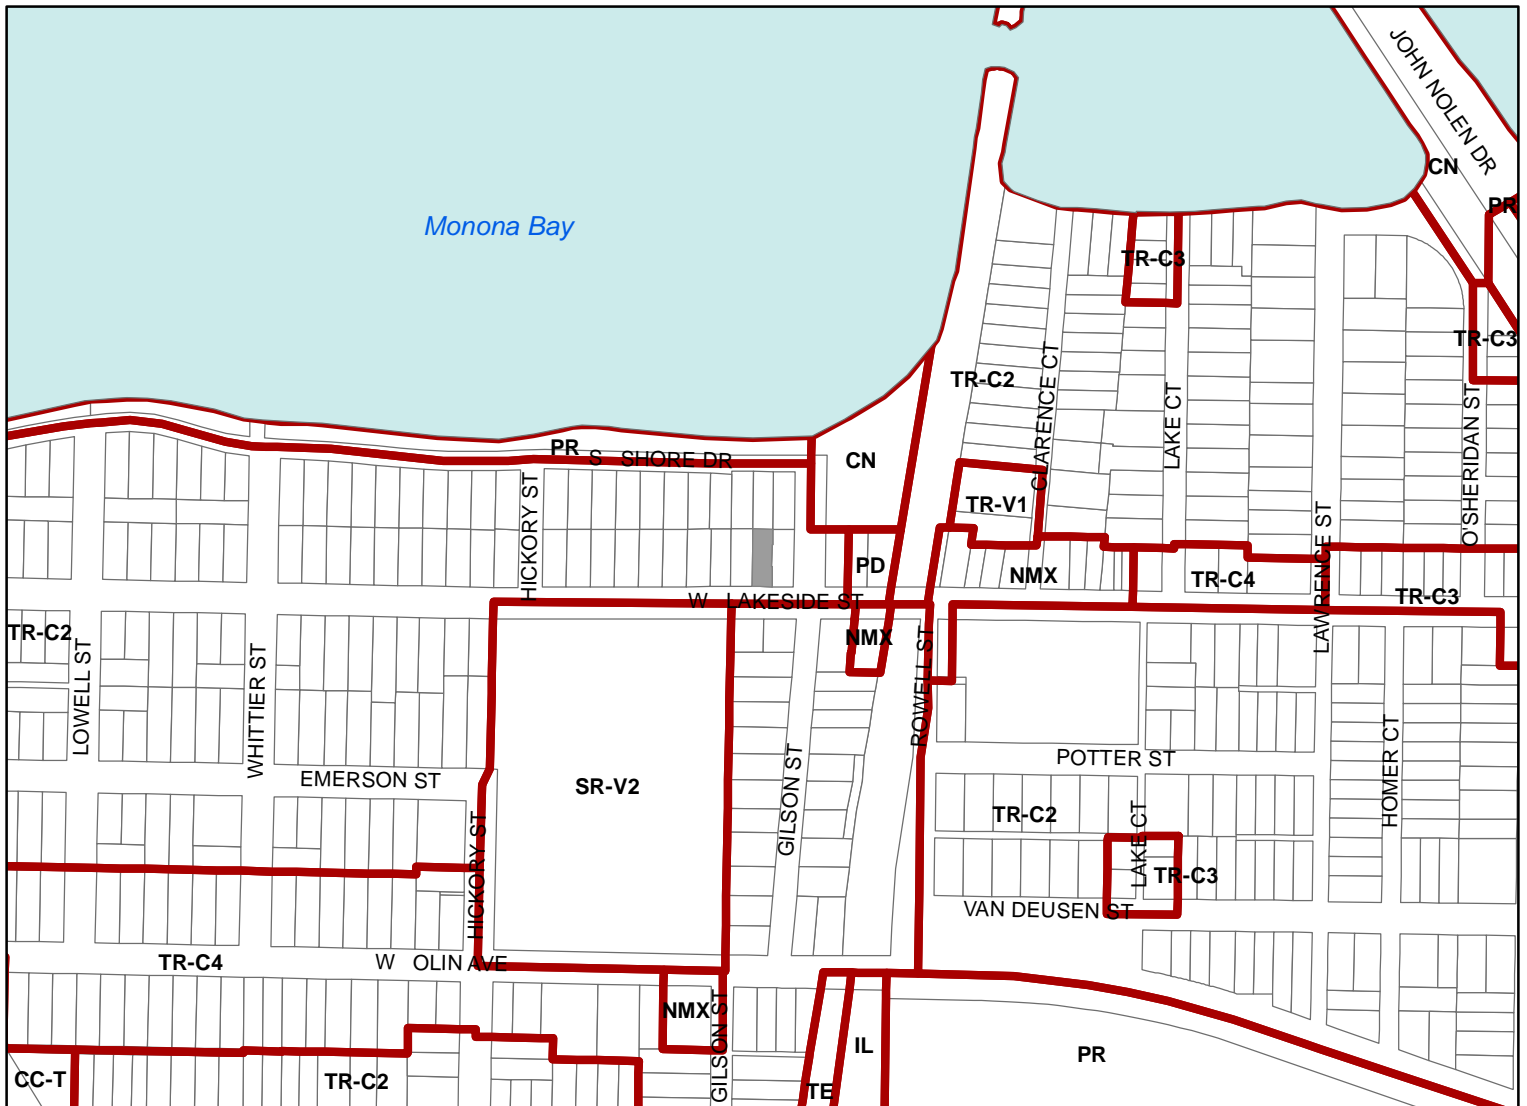 JOHN NOLEN DR
CN
PR
Monona Bay
TR-C3
TR-C3
TR-C2
CLARENCE CT
LAKE CT
O'SHERIDAN ST
PR
S SHORE DR
CN
HICKORY ST
TR-V1
LAWRENCE ST
PD
NMX
TR-C4
TR-C3
W LAKESIDE ST
TR-C2
NMX
LOWELL ST
WHITTIER ST
ROWELL ST
HOMER CT
EMERSON ST
SR-V2
GILSON ST
POTTER ST
TR-C2
LAKE CT
TR-C3
HICKORY ST
VAN DEUSEN ST
TR-C4
W OLIN AVE
NMX
GILSON ST
IL
PR
CC-T
TR-C2
TE